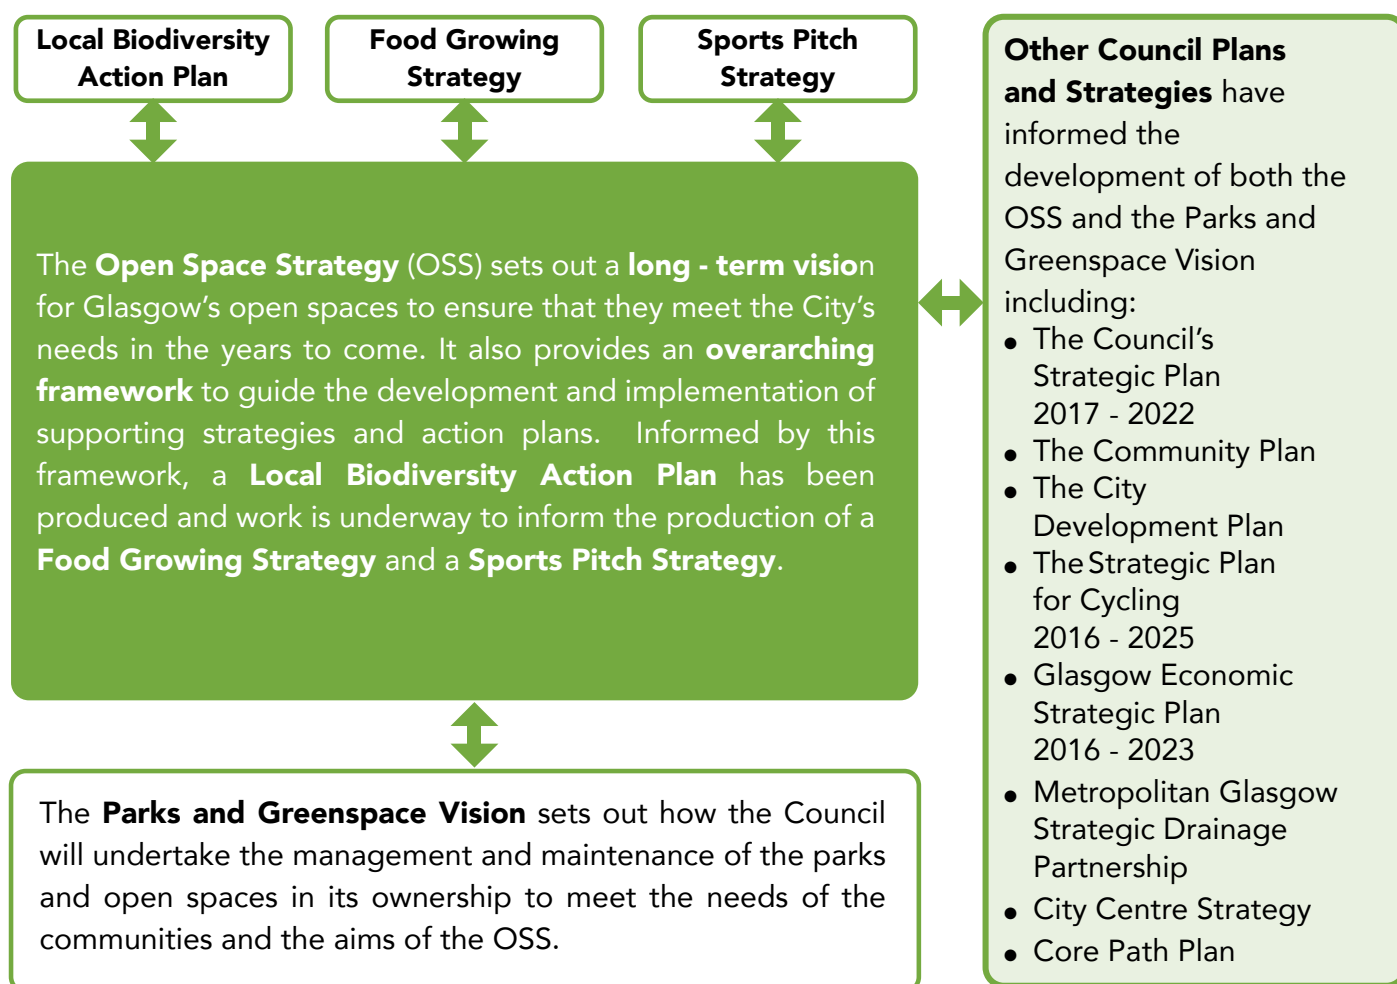 Local Biodiversity
Action Plan
Food Growing
Strategy
Sports Pitch
Strategy
The Open Space Strategy (OSS) sets out a long - term vision
for Glasgow’s open spaces to ensure that they meet the City’s
needs in the years to come. It also provides an overarching
framework to guide the development and implementation of
supporting strategies and action plans. Informed by this
framework, a Local Biodiversity Action Plan has been
produced and work is underway to inform the production of a
Food Growing Strategy and a Sports Pitch Strategy.
The Parks and Greenspace Vision sets out how the Council
will undertake the management and maintenance of the parks
and open spaces in its ownership to meet the needs of the
communities and the aims of the OSS.
Other Council Plans
and Strategies have
informed the
development of both the
OSS and the Parks and
Greenspace Vision
including:
● The Council’s
Strategic Plan
2017 - 2022
● The Community Plan
● The City
Development Plan
● The Strategic Plan
for Cycling
2016 - 2025
● Glasgow Economic
Strategic Plan
2016 - 2023
● Metropolitan Glasgow
Strategic Drainage
Partnership
● City Centre Strategy
● Core Path Plan